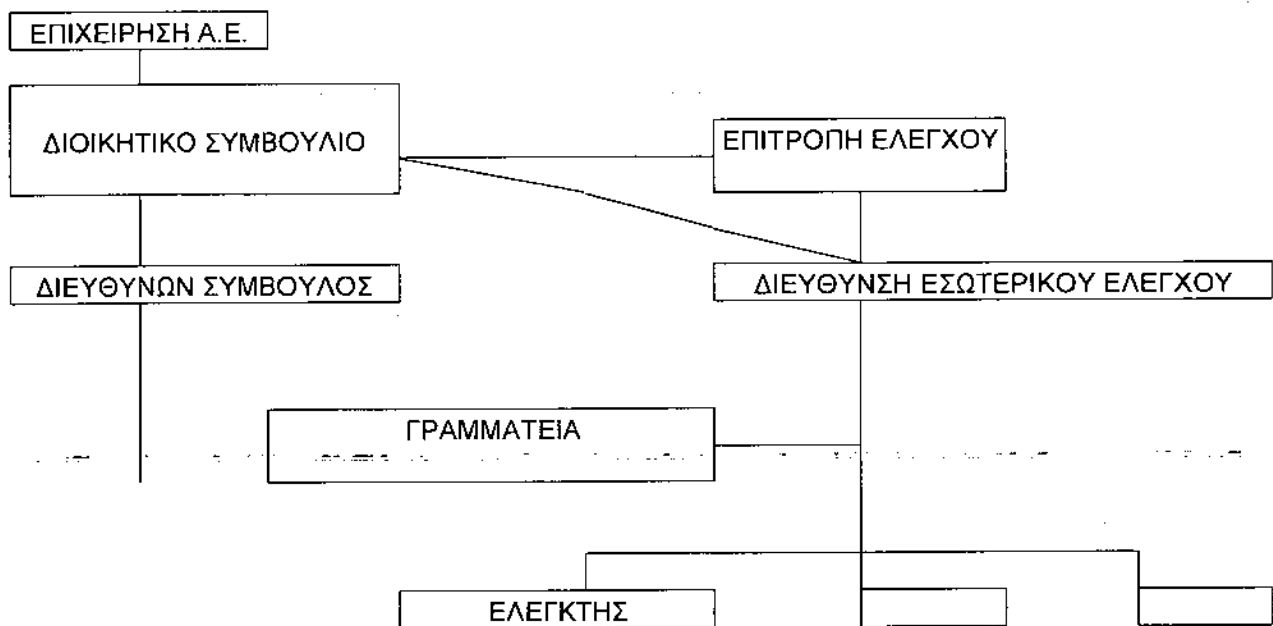 ΕΠΙΧΕΙΡΗΣΗ Α.Ε.
ΔΙΟΙΚΗΤΙΚΟ ΣΥΜΒΟΥΛΙΟ
ΕΠΙΤΡΟΠΗ ΕΛΕΓΧΟΥ
ΔΙΕΥΘΥΝΩΝ ΣΥΜΒΟΥΛΟΣ
ΔΙΕΥΘΥΝΣΗ ΕΣΩΤΕΡΙΚΟΥ ΕΛΕΓΧΟΥ
ΓΡΑΜΜΑΤΕΙΑ
ΕΛΕΓΚΤΗΣ